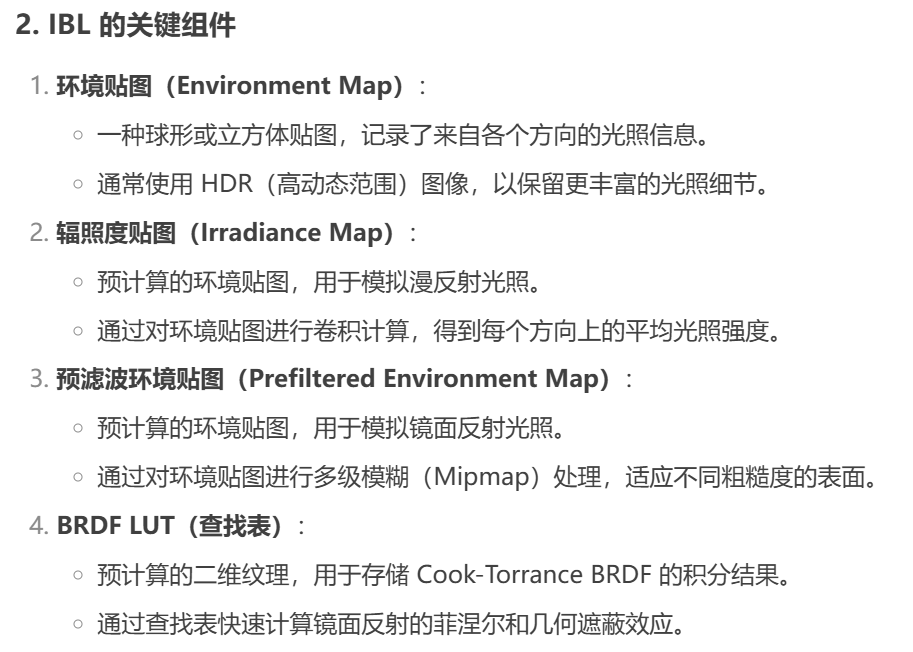 2. IBL 的关键组件
1. 环境贴图（Environment Map）：
◦ 一种球形或立方体贴图，记录了来自各个方向的光照信息。
◦ 通常使用 HDR（高动态范围）图像，以保留更丰富的光照细节。
2. 辐照度贴图（Irradiance Map）：
◦ 预计算的环境贴图，用于模拟漫反射光照。
◦ 通过对环境贴图进行卷积计算，得到每个方向上的平均光照强度。
3. 预滤波环境贴图（Prefiltered Environment Map）：
◦ 预计算的环境贴图，用于模拟镜面反射光照。
◦ 通过对环境贴图进行多级模糊（Mipmap）处理，适应不同粗糙度的表面。
4. BRDF LUT（查找表）：
◦ 预计算的二维纹理，用于存储 Cook-Torrance BRDF 的积分结果。
◦ 通过查找表快速计算镜面反射的菲涅尔和几何遮蔽效应。